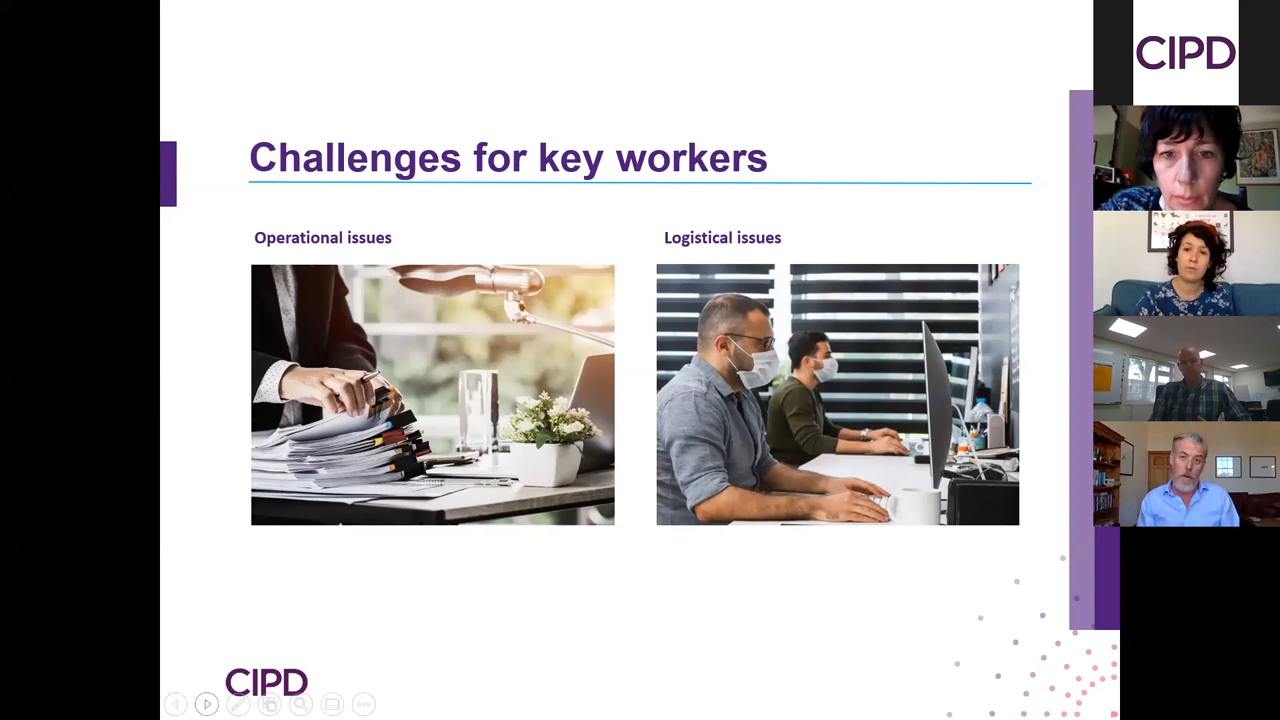 CIPD
Challenges for key workers
Operational issues
Logistical issues
CIPD